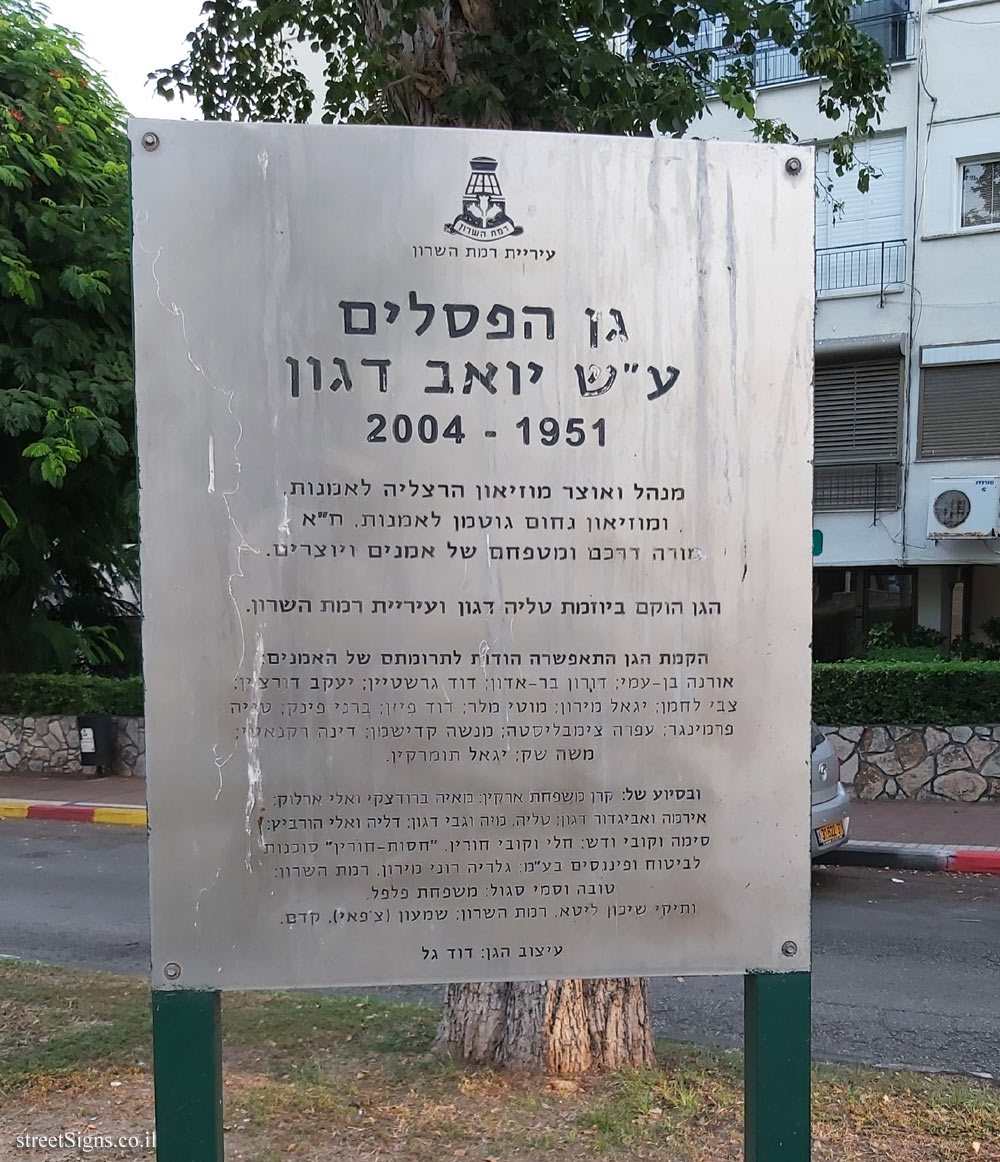 רמת השרון
עיריית רמת השרון
גן הפסלים
ע"ש יואב דגון
1951 - 2004
מנהל ואוצר מוזיאון הרצליה לאמנות,
ומוזיאון נחום גוטמן לאמנות, ת"א
מורה דרכם ומטפחם של אמנים ויוצרים.
הגן הוקם ביוזמת טליה דגון ועיריית רמת השרון.
הקמת הגן התאפשרה הודות לתרומתם של האמנים:
אורנה בן-עמי; דורון בר-אדון; דוד גרשטיין; יעקב דורצ'ין;
צבי לחמן; יגאל מירון; מוטי מלר; דוד פיין; ברני פינק; טניה
פרמינגר; עפרה צימבליסטה; מנשה קדישמן; דינה רקנאטי;
משה שק; יגאל תומרקין.
ובסיוע של: קרן משפחת ארקין; מאיה ברודצקי ואלי ארלוק;
אירמה ואביגדור דגון; טליה, מיה וגבי דגון; דליה ואלי הורביץ;
סימה וקובי ודש; חלי וקובי חורין, "חסות-חורין" סוכנות
לביטוח ופיננסים בע"מ; גלריה רוני מירון, רמת השרון;
טובה וסמי סגול; משפחת פלפל,
ותיקי שיכון ליטא, רמת השרון; שמעון (צ'פאי), קדם.
עיצוב הגן: דוד גל
streetSigns.co.il